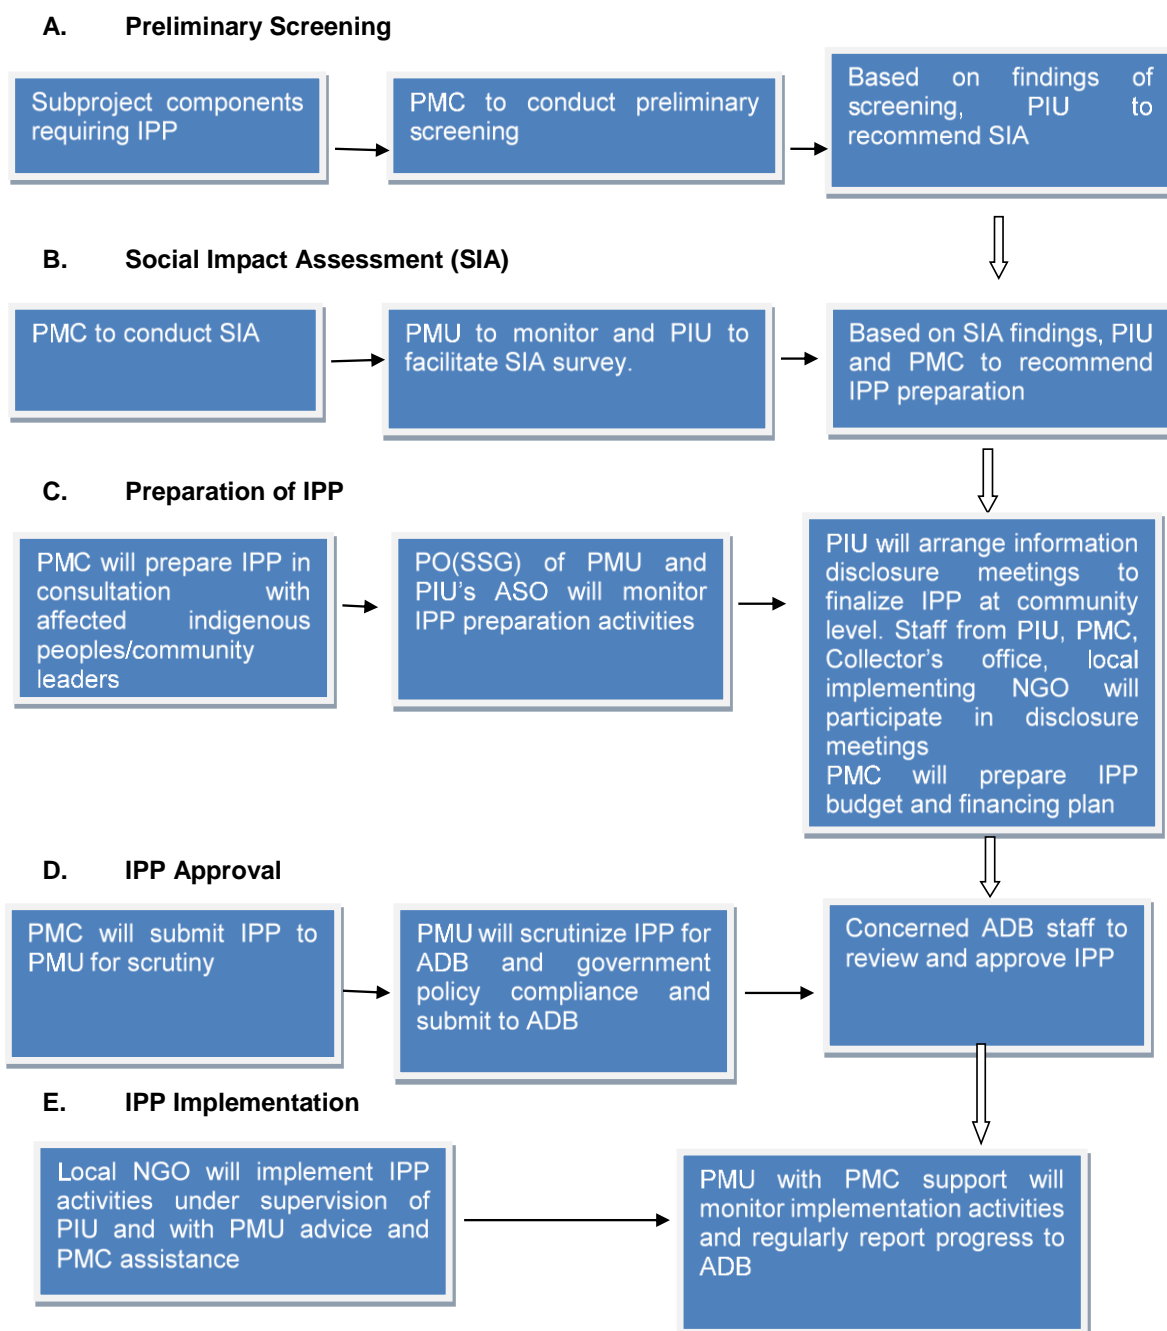 A. Preliminary Screening
Subproject components
requiring IPP
PMC to conduct preliminary
screening
Based on findings of
screening, PIU to
recommend SIA
B. Social Impact Assessment (SIA)
PMC to conduct SIA
PMU to monitor and PIU to
facilitate SIA survey.
Based on SIA findings, PIU
and PMC to recommend
IPP preparation
C. Preparation of IPP
PMC will prepare IPP in
consultation with
affected indigenous
peoples/community
leaders
PO(SSG) of PMU and
PIU's ASO will monitor
IPP preparation activities
PIU will arrange information
disclosure meetings to
finalize IPP at community
level. Staff from PIU, PMC,
Collector's office, local
implementing NGO will
participate in disclosure
meetings
PMC will prepare IPP
budget and financing plan
D. IPP Approval
PMC will submit IPP to
PMU for scrutiny
PMU will scrutinize IPP for
ADB and government
policy compliance and
submit to ADB
Concerned ADB staff to
review and approve IPP
E. IPP Implementation
Local NGO will implement IPP
activities under supervision of
PIU and with PMU advice and
PMC assistance
PMU with PMC support will
monitor implementation activities
and regularly report progress to
ADB